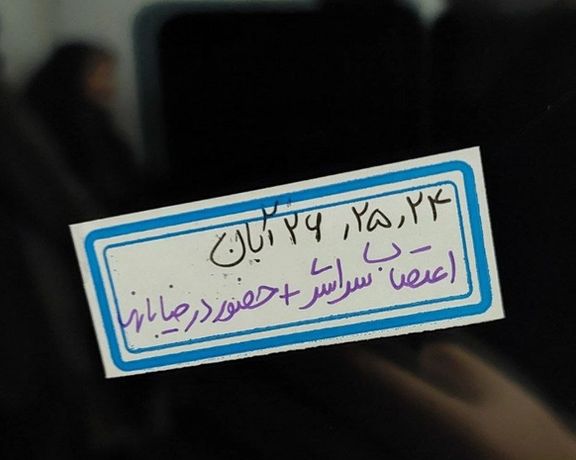 ۲۴، ۲۵، ۲۶ آبان
اعتصاب سراسری + حضور در خیابانها